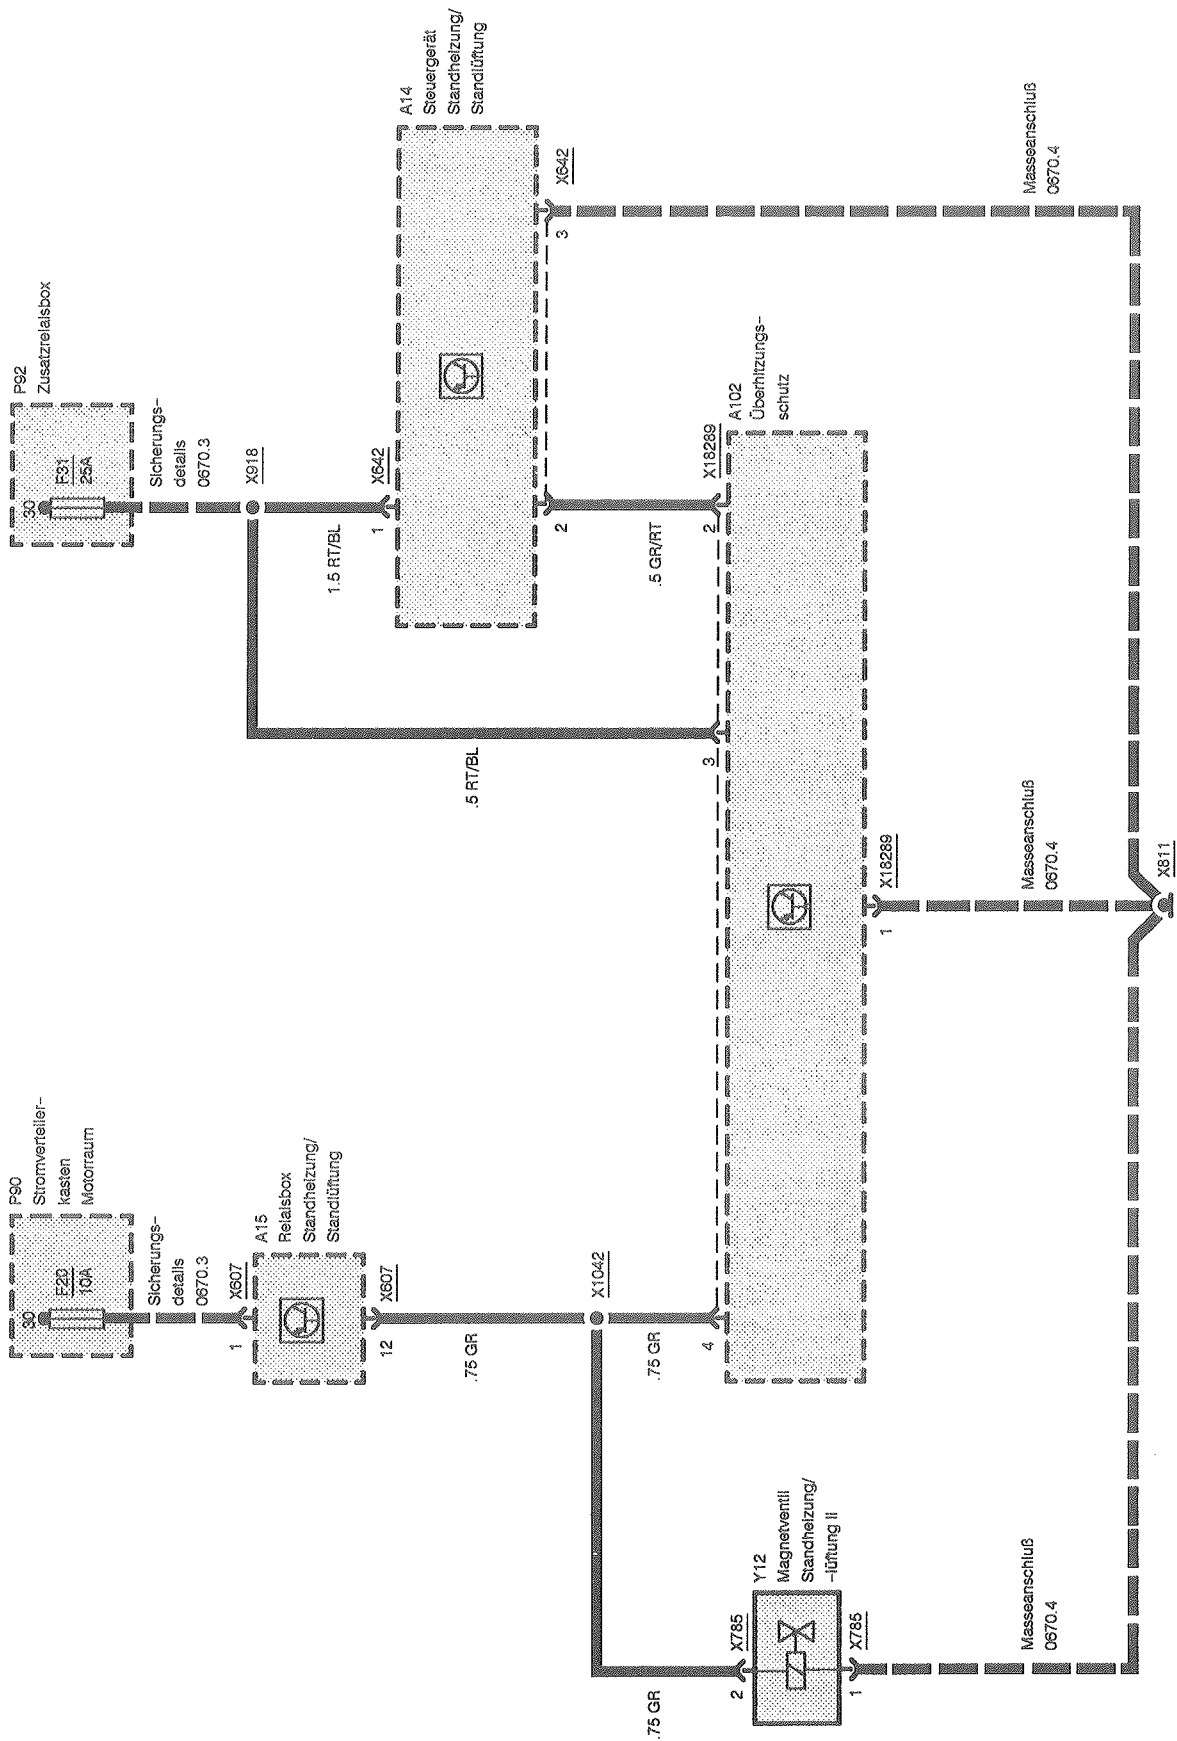 P90
Stromverteiler-
kasten
Motorraum
30
F20
10A
Sicherungs-
details
0670.3
X607
1
A15
Relaisbox
Standheizung/
Standlüftung
X607
12
.75 GR
X1042
.75 GR
4
.75 GR
X785
2
Y12
Magnetventil
Standheizung/
-lüftung II
X785
1
Masseanschluß
0670.4
P92
Zusatzrelaisbox
30
F31
25A
Sicherungs-
details
0670.3
X918
1.5 RT/BL
X642
1
A14
Steuergerät
Standheizung/
Standlüftung
X642
3
2
.5 GR/RT
X18289
2
.5 RT/BL
3
A102
Überhitzungs-
schutz
X18289
1
Masseanschluß
0670.4
Masseanschluß
0670.4
X811